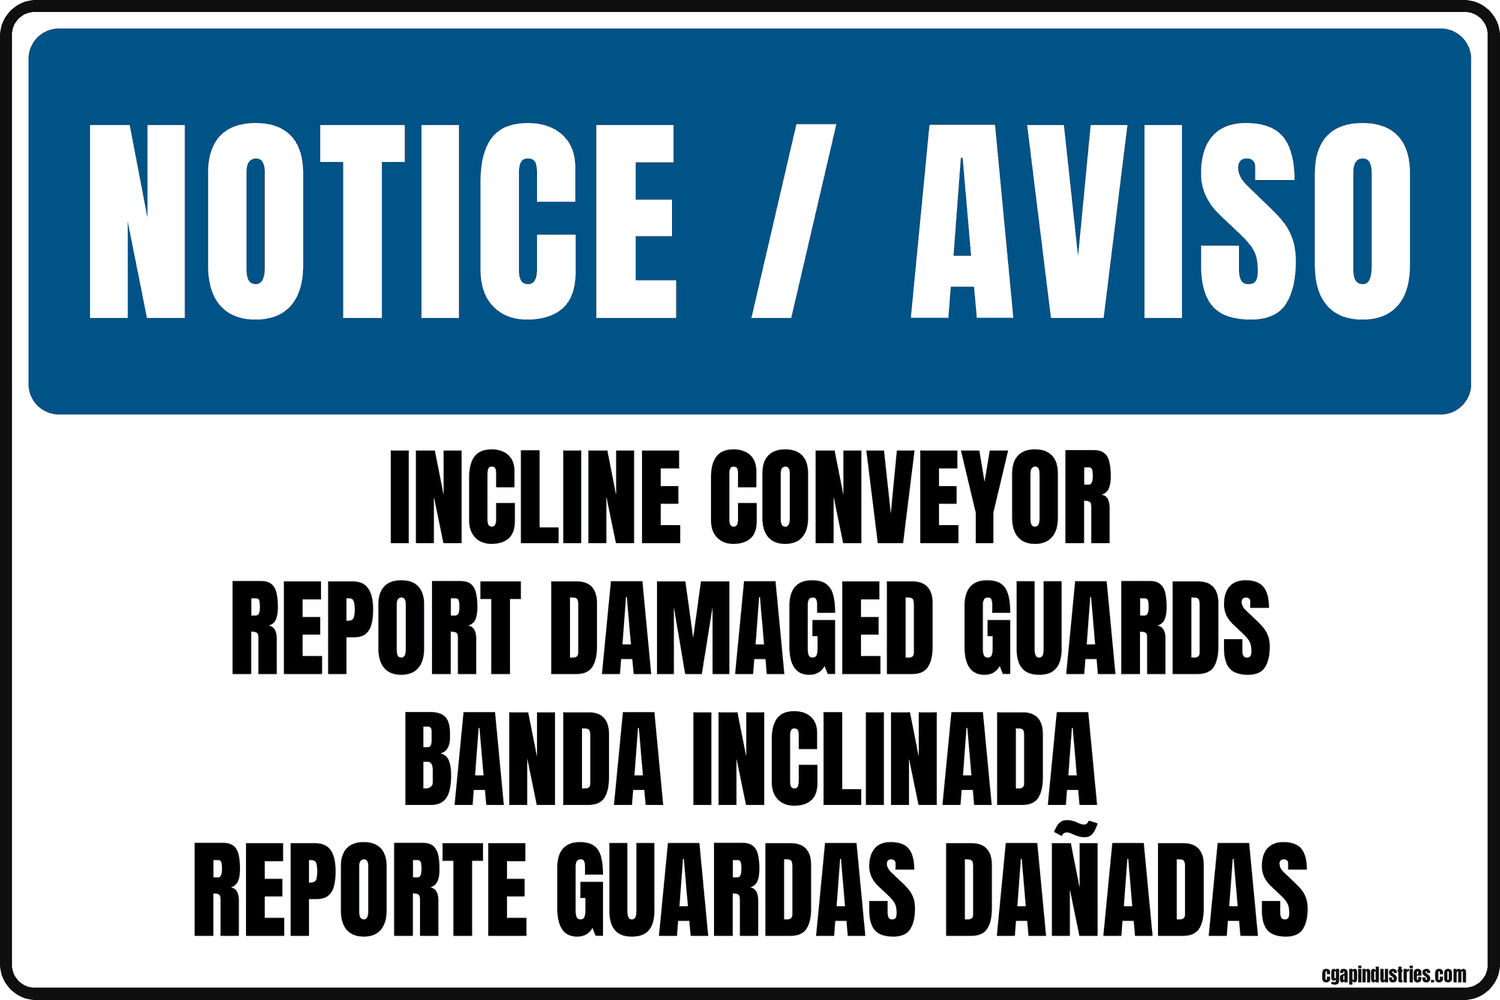 NOTICE / AVISO
INCLINE CONVEYOR
REPORT DAMAGED GUARDS
BANDA INCLINADA
REPORTE GUARDAS DAÑADAS
cgapindustries.com